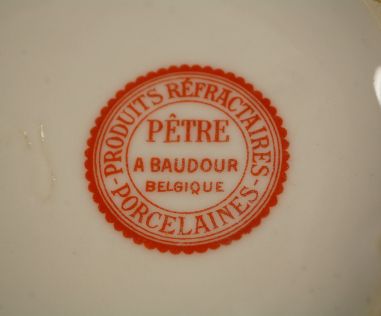 PRODUITS RÉFRACTAIRES
PÊTRE
A BAUDOUR
BELGIQUE
- PORCELAINES -